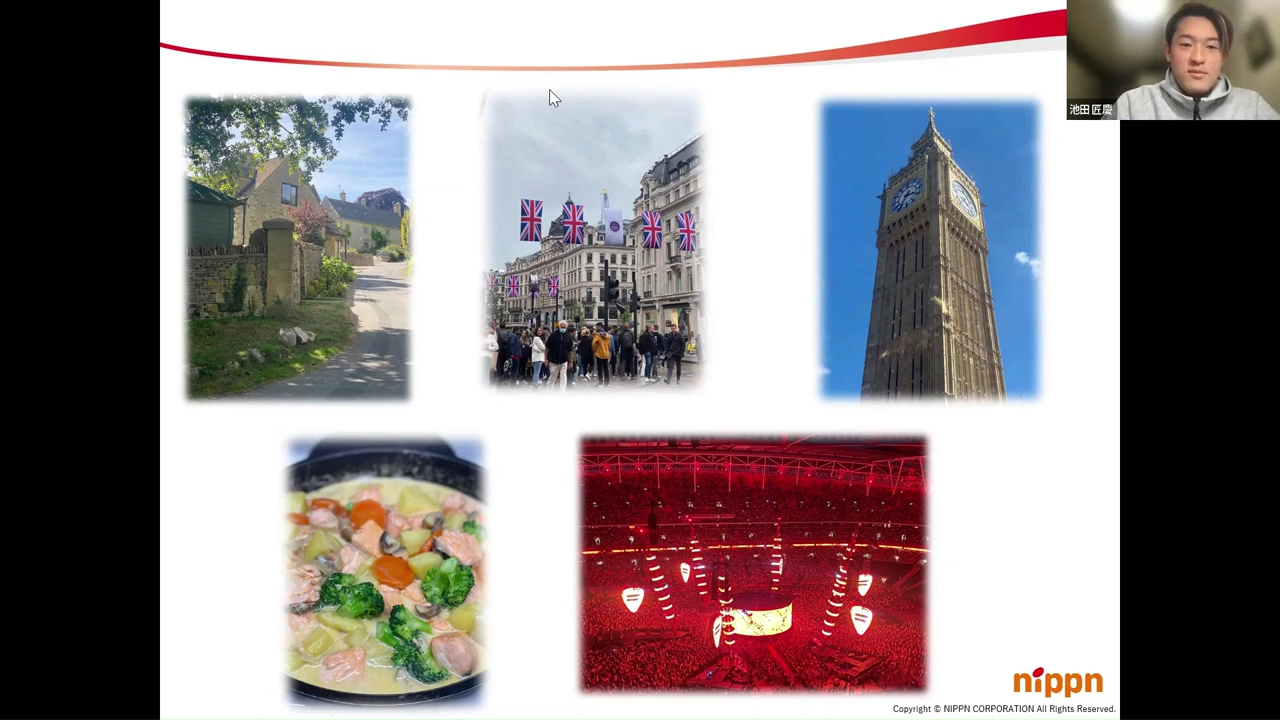 池田 匠慶
nippn
Copyright © NIPPN CORPORATION All Rights Reserved.